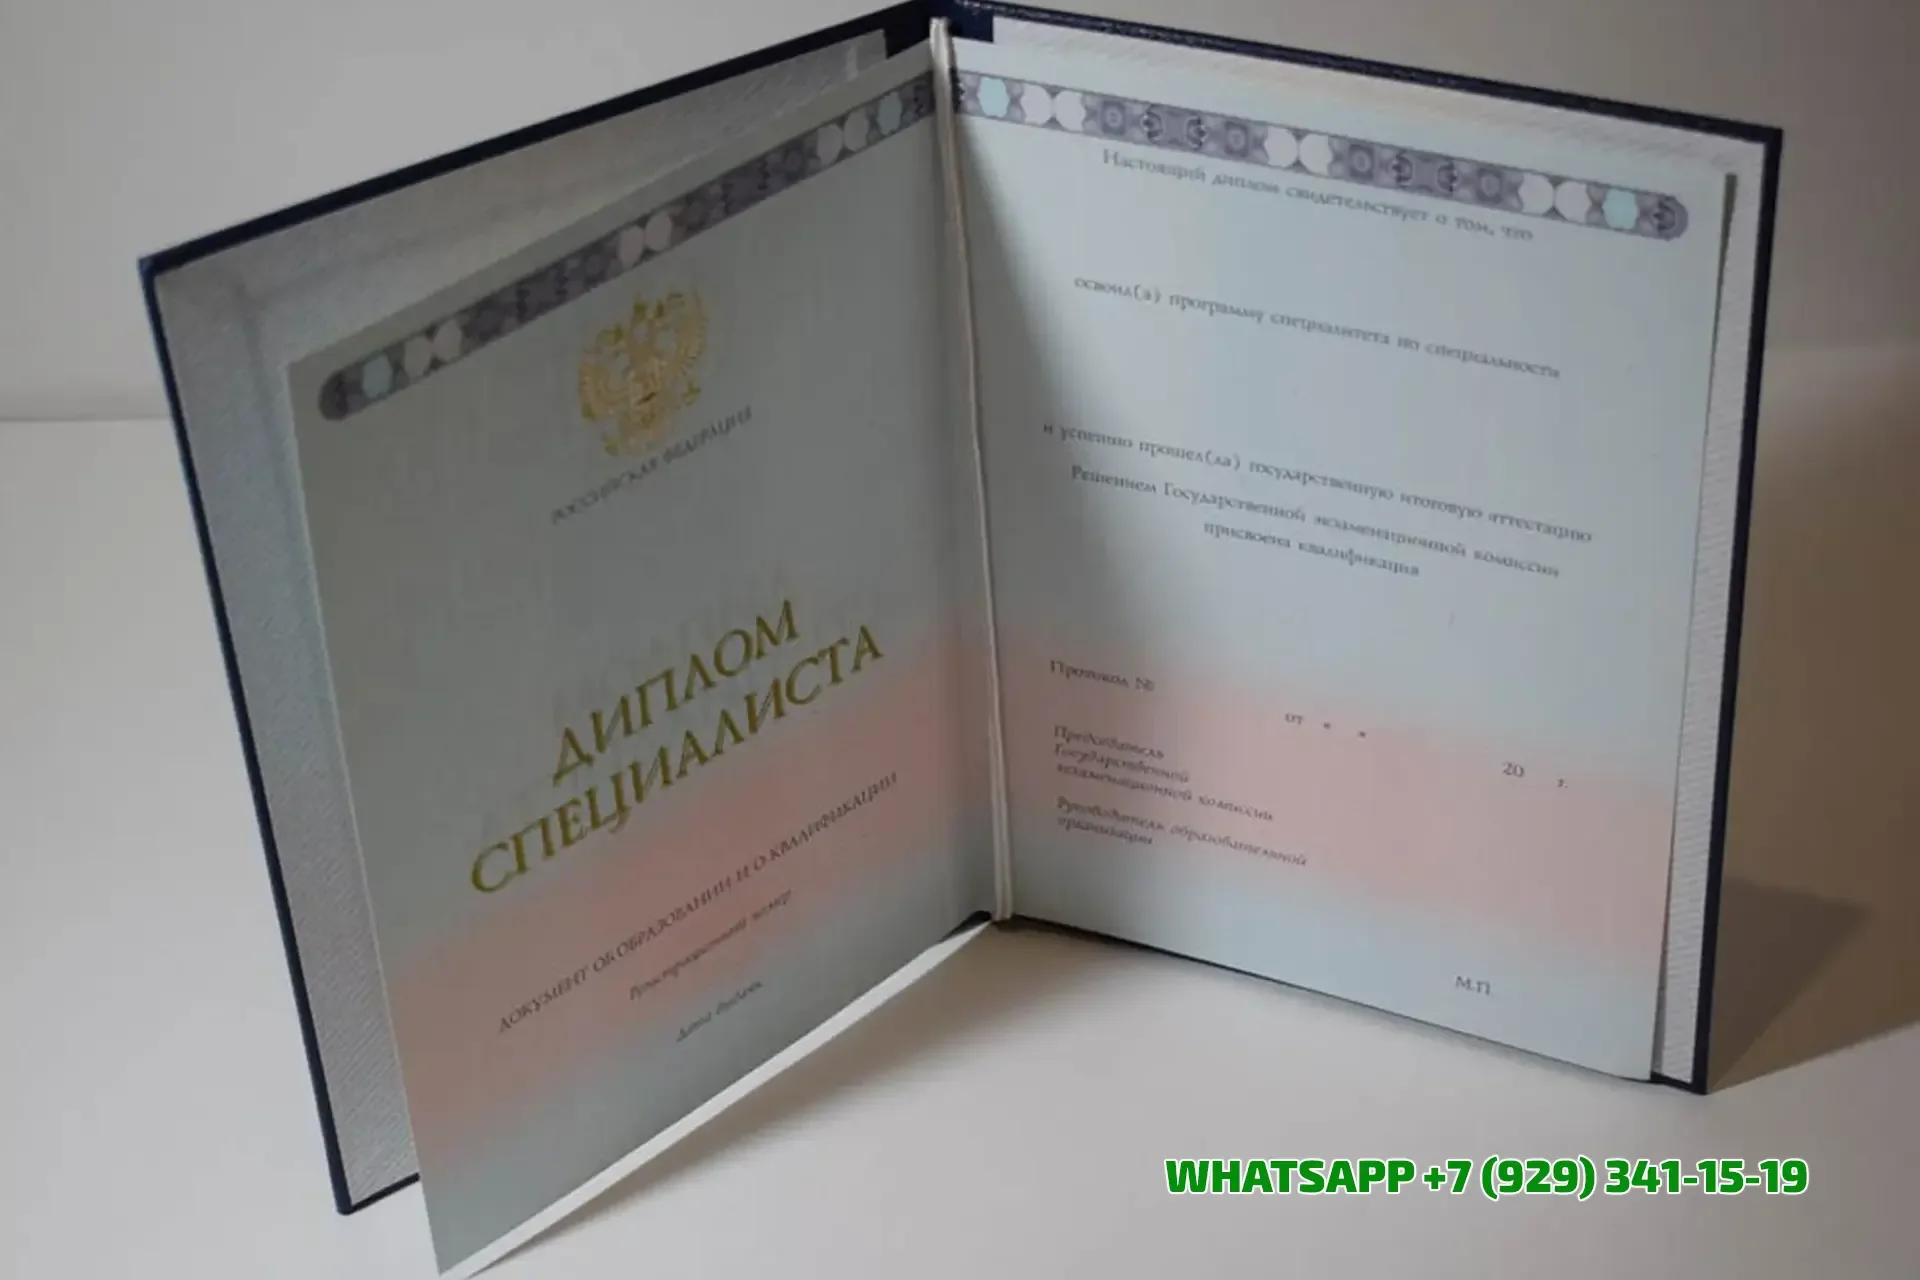 РОССИЙСКАЯ ФЕДЕРАЦИЯ
ДИПЛОМ
СПЕЦИАЛИСТА
ДОКУМЕНТ ОБ ОБРАЗОВАНИИ И О КВАЛИФИКАЦИИ
Регистрационный номер
Дата выдачи
Настоящий диплом свидетельствует о том, что
освоил(а) программу специалитета по специальности
и успешно прошел(ла) государственную итоговую аттестацию
Решением Государственной экзаменационной комиссии
присвоена квалификация
Протокол №
от « »
20 г.
Председатель
Государственной
экзаменационной комиссии
Руководитель образовательной
организации
М.П.
WHATSAPP +7 (929) 341-15-19